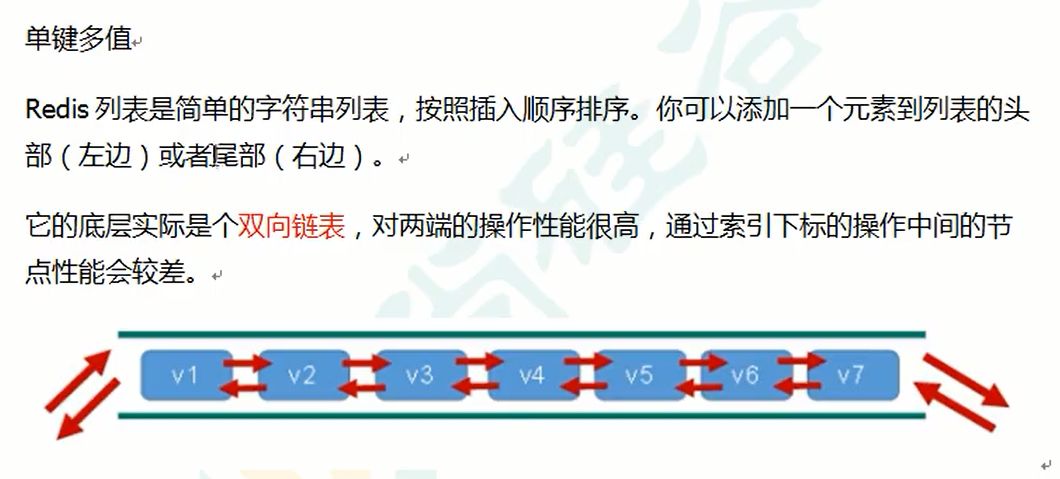 单键多值
Redis 列表是简单的字符串列表，按照插入顺序排序。你可以添加一个元素到列表的头
部（左边）或者尾部（右边）。
它的底层实际是个双向链表，对两端的操作性能很高，通过索引下标的操作中间的节
点性能会较差。
v1 v2 v3 v4 v5 v6 v7
尚硅谷